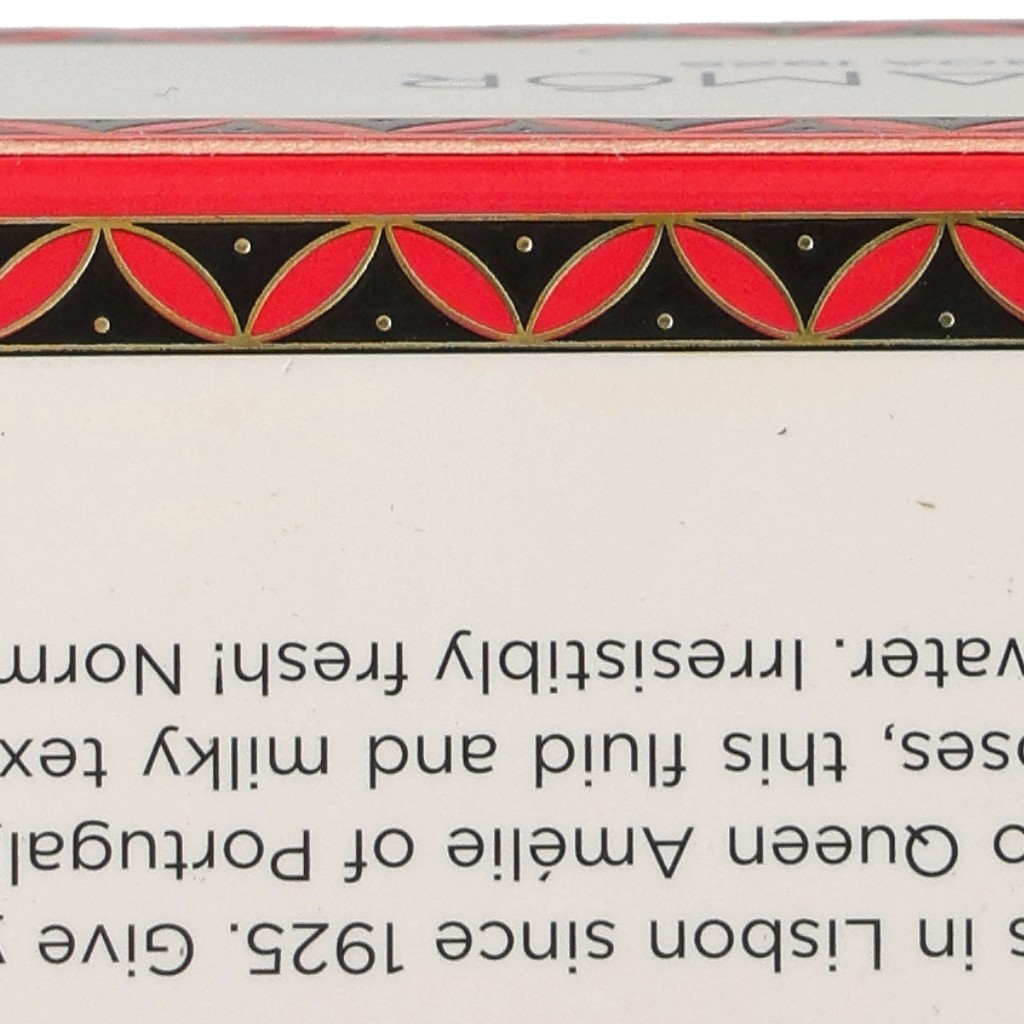 s in Lisbon since 1925. Give
o Queen Amélie of Portugal,
oses, this fluid and milky tex
water. Irresistibly fresh! Norm
AMOR